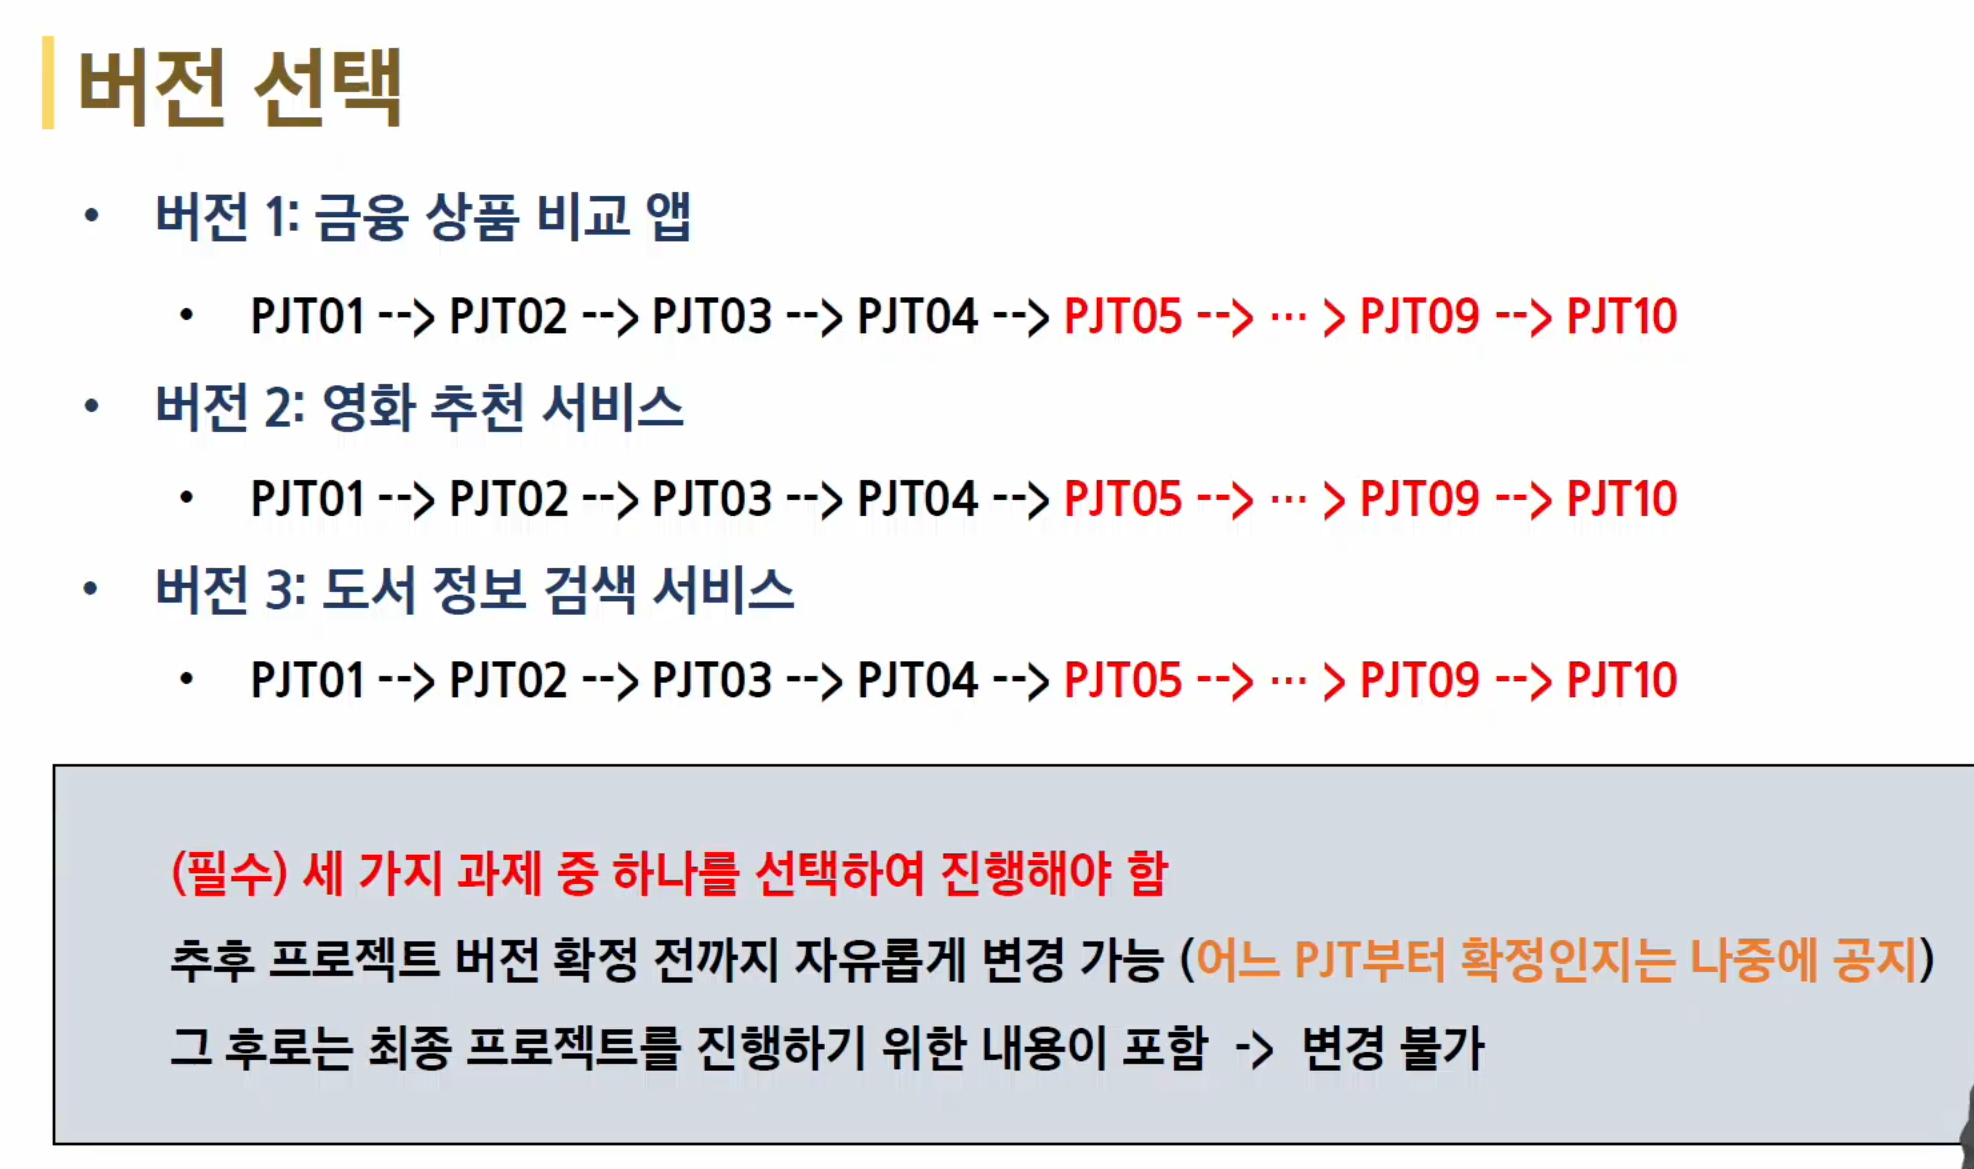 버전 선택
• 버전 1: 금융 상품 비교 앱
• PJT01 --> PJT02 --> PJT03 --> PJT04 --> PJT05 --> ··· > PJT09 --> PJT10
• 버전 2: 영화 추천 서비스
• PJT01 --> PJT02 --> PJT03 --> PJT04 --> PJT05 --> ··· > PJT09 --> PJT10
• 버전 3: 도서 정보 검색 서비스
• PJT01 --> PJT02 --> PJT03 --> PJT04 --> PJT05 --> ··· > PJT09 --> PJT10
(필수) 세 가지 과제 중 하나를 선택하여 진행해야 함
추후 프로젝트 버전 확정 전까지 자유롭게 변경 가능 (어느 PJT부터 확정인지는 나중에 공지)
그 후로는 최종 프로젝트를 진행하기 위한 내용이 포함 -> 변경 불가